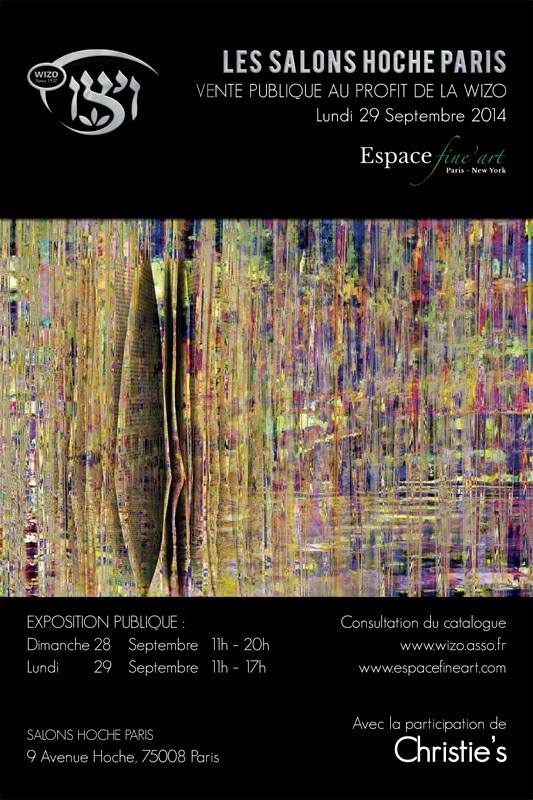 WIZO
Since 1920
ויצו
LES SALONS HOCHE PARIS
VENTE PUBLIQUE AU PROFIT DE LA WIZO
Lundi 29 Septembre 2014
Espace fine'art
Paris - New York
EXPOSITION PUBLIQUE :
Dimanche 28 Septembre 11h - 20h
Lundi 29 Septembre 11h - 17h
Consultation du catalogue
www.wizo.asso.fr
www.espacefineart.com
SALONS HOCHE PARIS
9 Avenue Hoche, 75008 Paris
Avec la participation de
Christie's